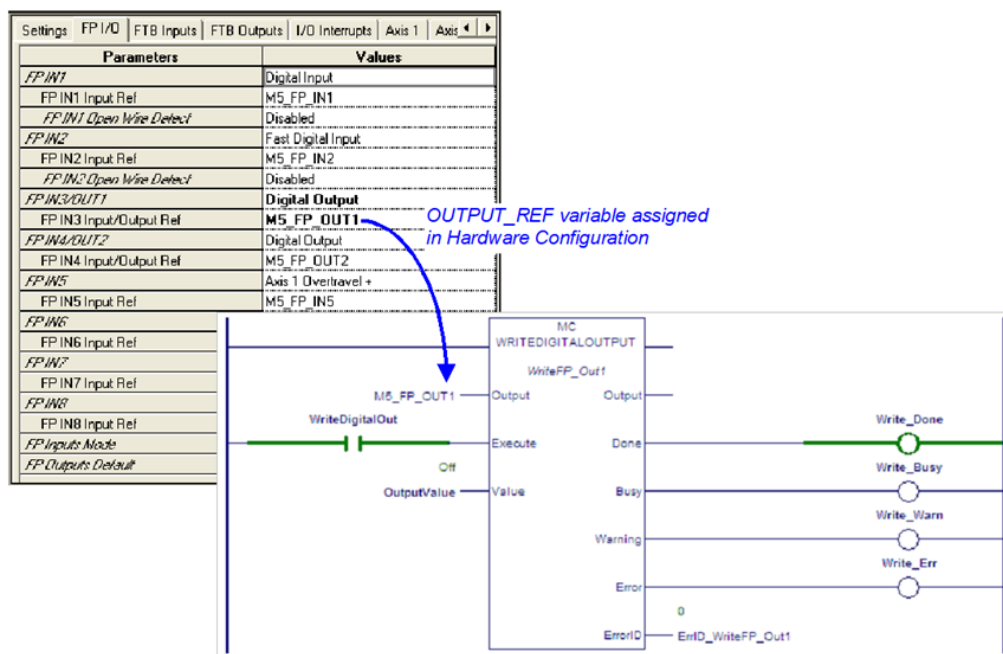 Settings FP I/O FTB Inputs FTB Outputs I/O Interrupts Axis 1 Axis
Parameters Values
FP IN1 Digital Input
FP IN1 Input Ref M5_FP_IN1
FP IN1 Open Wire Detect Disabled
FP IN2 Fast Digital Input
FP IN2 Input Ref M5_FP_IN2
FP IN2 Open Wire Detect Disabled
FP IN3/OUT1 Digital Output
FP IN3 Input/Output Ref M5_FP_OUT1
FP IN4/OUT2 Digital Output
FP IN4 Input/Output Ref M5_FP_OUT2
FP IN5 Axis 1 Overtravel +
FP IN5 Input Ref M5_FP_IN5
FP IN6
FP IN6 Input Ref
FP IN7
FP IN7 Input Ref
FP IN8
FP IN8 Input Ref
FP Inputs Mode
FP Outputs Default
OUTPUT_REF variable assigned
in Hardware Configuration
MC
WRITEDIGITALOUTPUT
WriteFP_Out1
M5_FP_OUT1 Output Output
WriteDigitalOut Write_Done
Execute Done
Off Write_Busy
OutputValue Value Busy
Write_Warn
Warning
Write_Err
Error
0
ErrorID ErrID_WriteFP_Out1